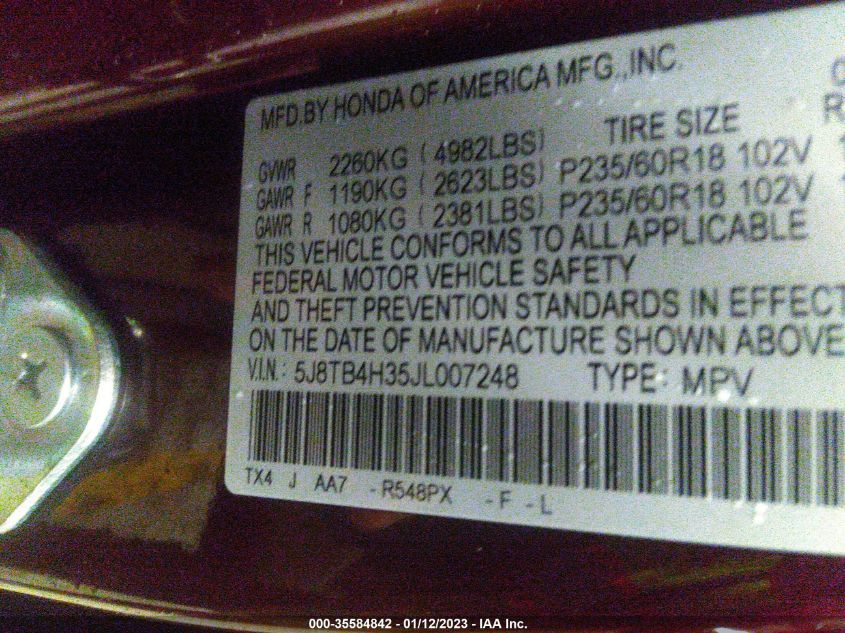 MFD.BY HONDA OF AMERICA MFG.,INC.
TIRE SIZE
GVWR 2260KG ( 4982LBS)
GAWR F 1190KG ( 2623LBS) P235/60R18 102V
GAWR R 1080KG ( 2381LBS) P235/60R18 102V
THIS VEHICLE CONFORMS TO ALL APPLICABLE
FEDERAL MOTOR VEHICLE SAFETY
AND THEFT PREVENTION STANDARDS IN EFFECT
ON THE DATE OF MANUFACTURE SHOWN ABOVE
V.I.N.: 5J8TB4H35JL007248 TYPE: MPV
TX4 J AA7 -R548PX -F -L
000-35584842 - 01/12/2023 - IAA Inc.